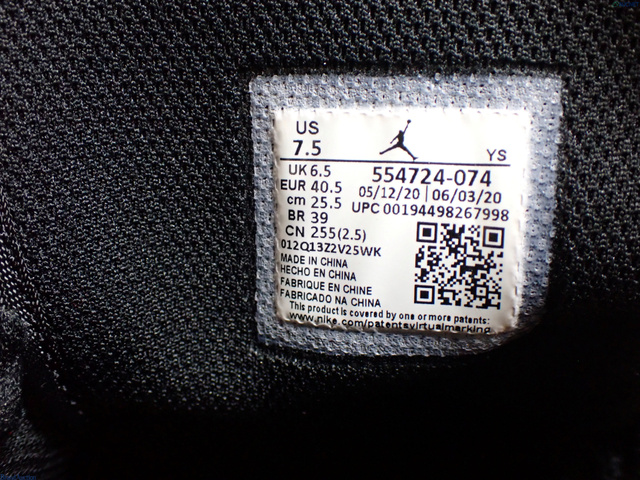 US
7.5 YS
UK 6.5 554724-074
EUR 40.5 05/12/20 | 06/03/20
cm 25.5 UPC 00194498267998
BR 39
CN 255(2.5)
012Q13Z2V25WK
MADE IN CHINA
HECHO EN CHINA
FABRIQUE EN CHINE
FABRICADO NA CHINA
This product is covered by one or more patents:
www.nike.com/patentsvirtualmarking